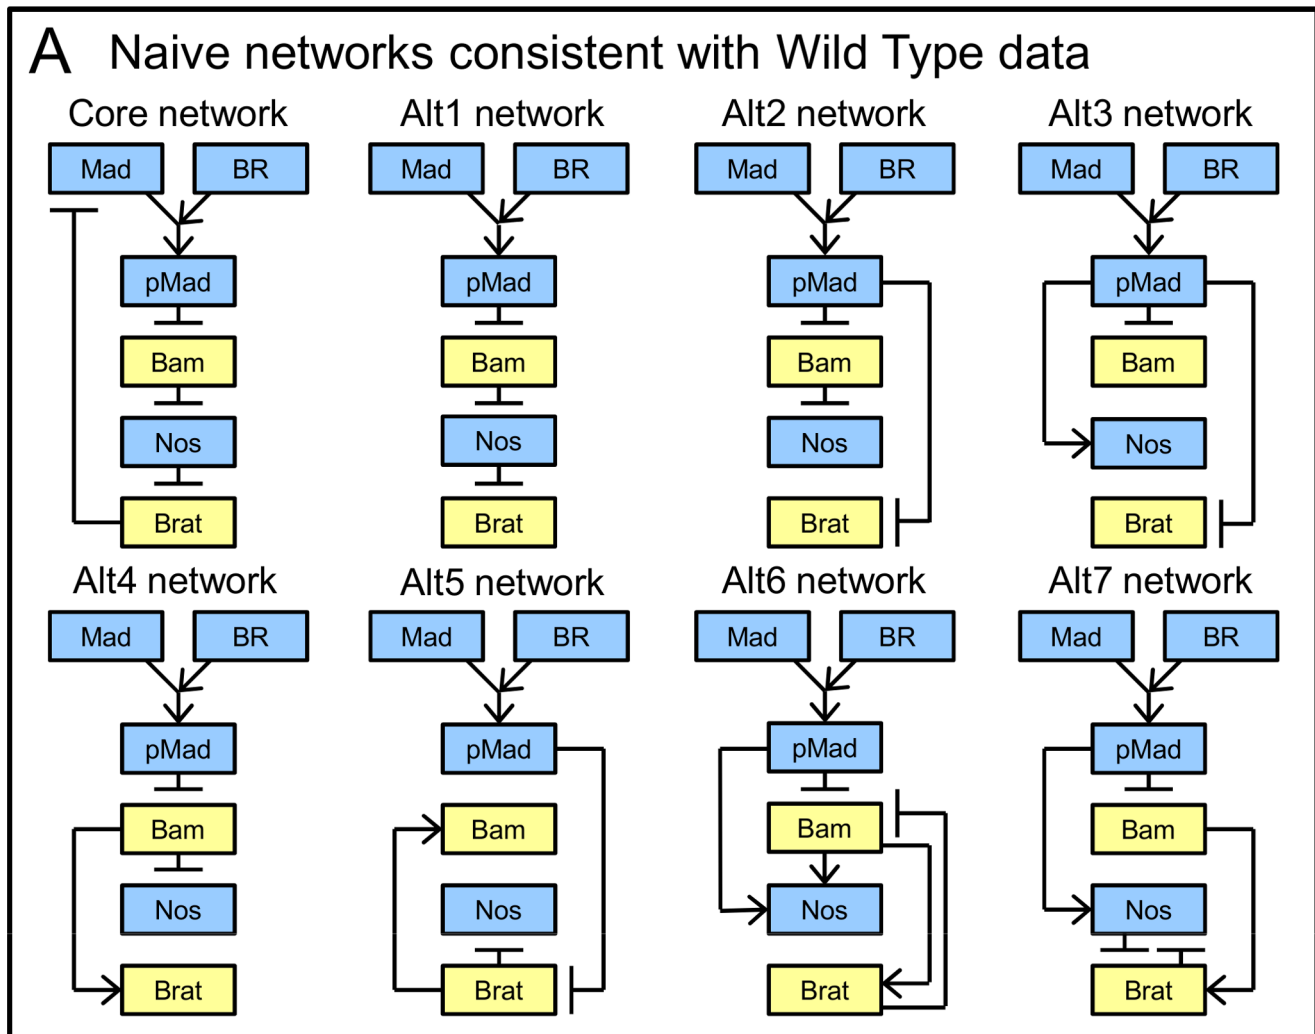 A Naive networks consistent with Wild Type data
Core network Alt1 network Alt2 network Alt3 network
Mad BR Mad BR Mad BR Mad BR
pMad pMad pMad pMad
Bam Bam Bam Bam
Nos Nos Nos Nos
Brat Brat Brat Brat
Alt4 network Alt5 network Alt6 network Alt7 network
Mad BR Mad BR Mad BR Mad BR
pMad pMad pMad pMad
Bam Bam Bam Bam
Nos Nos Nos Nos
Brat Brat Brat Brat